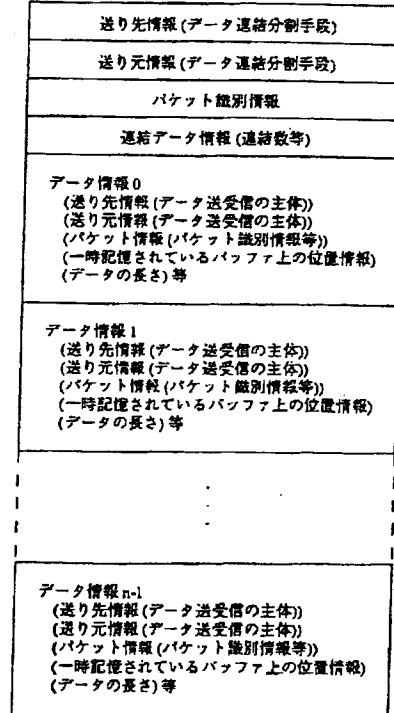 送り先情報 (データ連結分割手段)
送り元情報 (データ連結分割手段)
パケット識別情報
連結データ情報 (連結数等)
データ情報 0
(送り先情報 (データ送受信の主体))
(送り元情報 (データ送受信の主体))
(パケット情報 (パケット識別情報等))
(一時記憶されているバッファ上の位置情報)
(データの長さ) 等
データ情報 1
(送り先情報 (データ送受信の主体))
(送り元情報 (データ送受信の主体))
(パケット情報 (パケット識別情報等))
(一時記憶されているバッファ上の位置情報)
(データの長さ) 等
データ情報 n-1
(送り先情報 (データ送受信の主体))
(送り元情報 (データ送受信の主体))
(パケット情報 (パケット識別情報等))
(一時記憶されているバッファ上の位置情報)
(データの長さ) 等